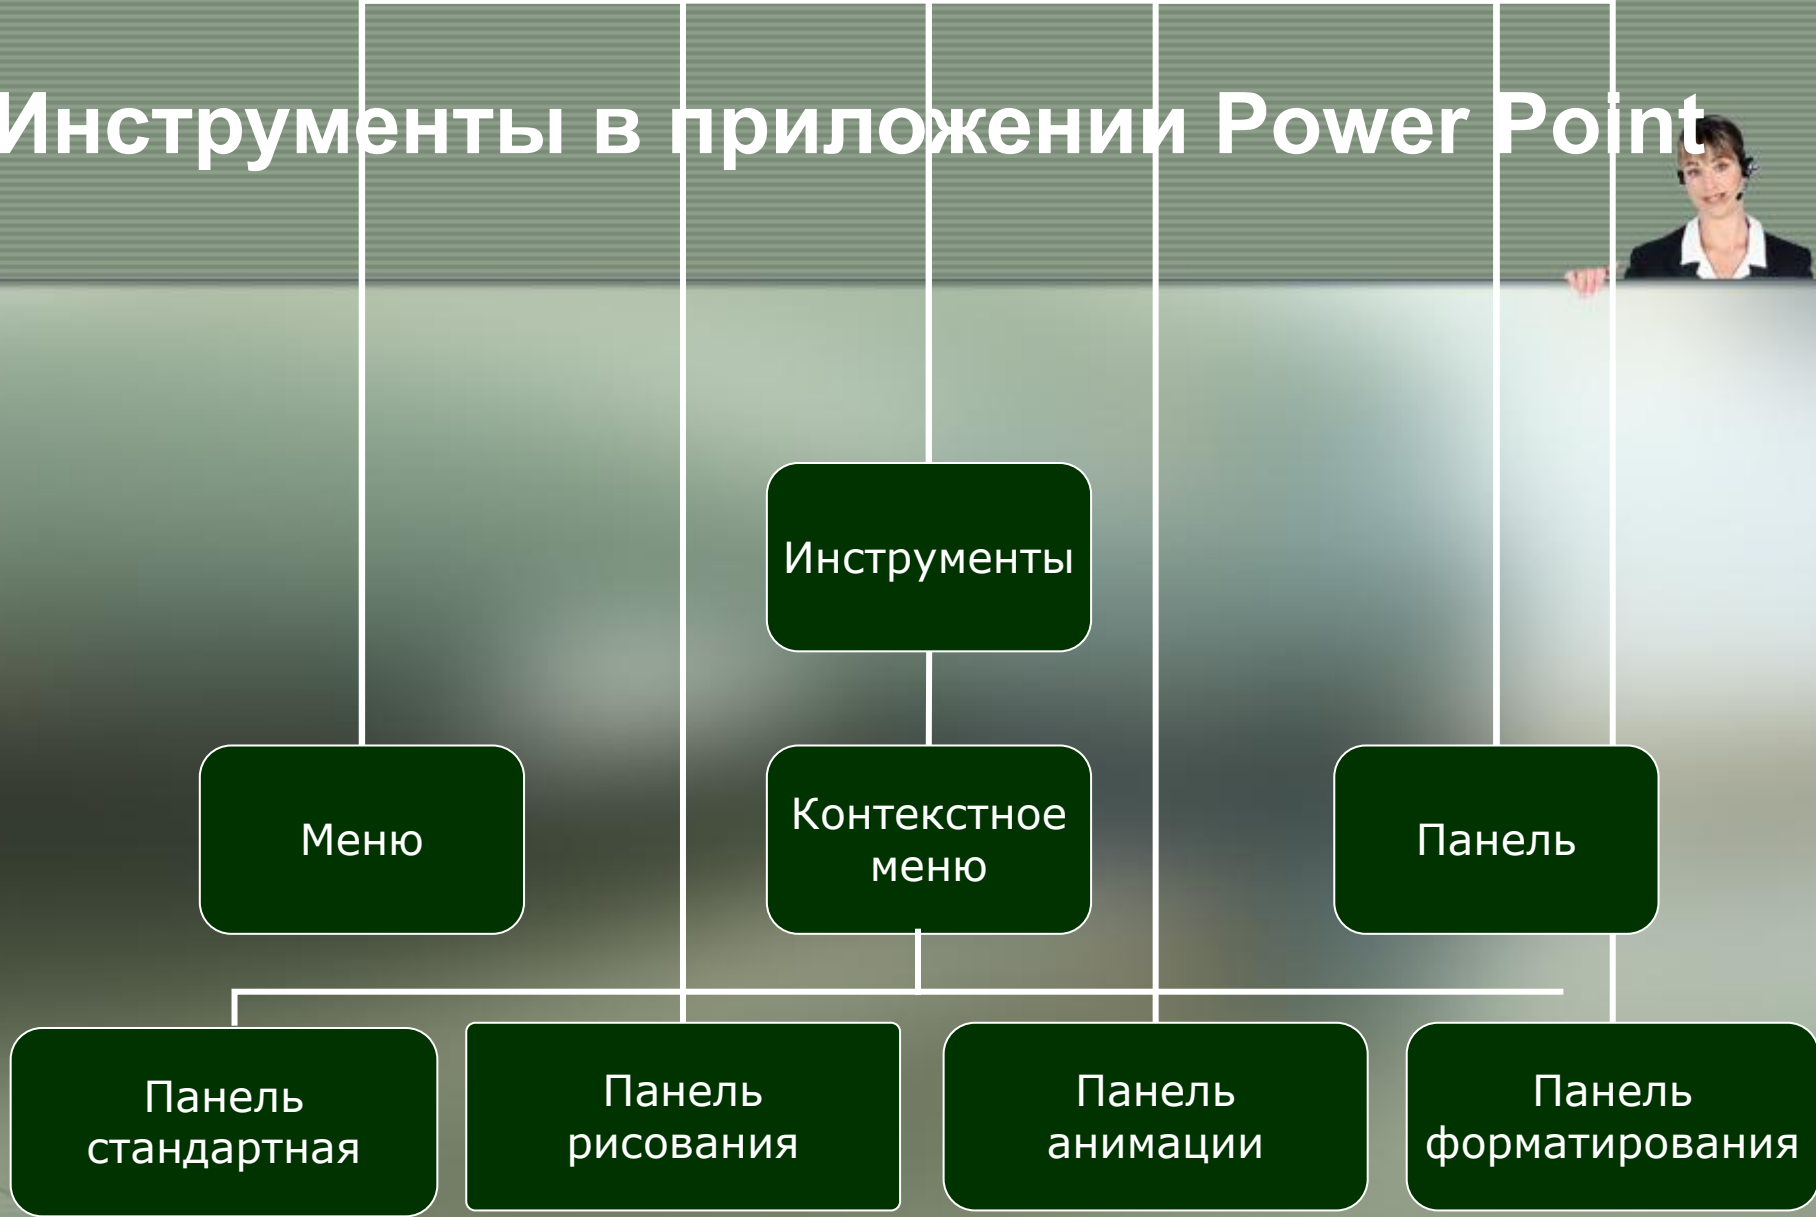 Инструменты в приложении Power Point
Инструменты
Меню
Контекстное
меню
Панель
Панель
стандартная
Панель
рисования
Панель
анимации
Панель
форматирования